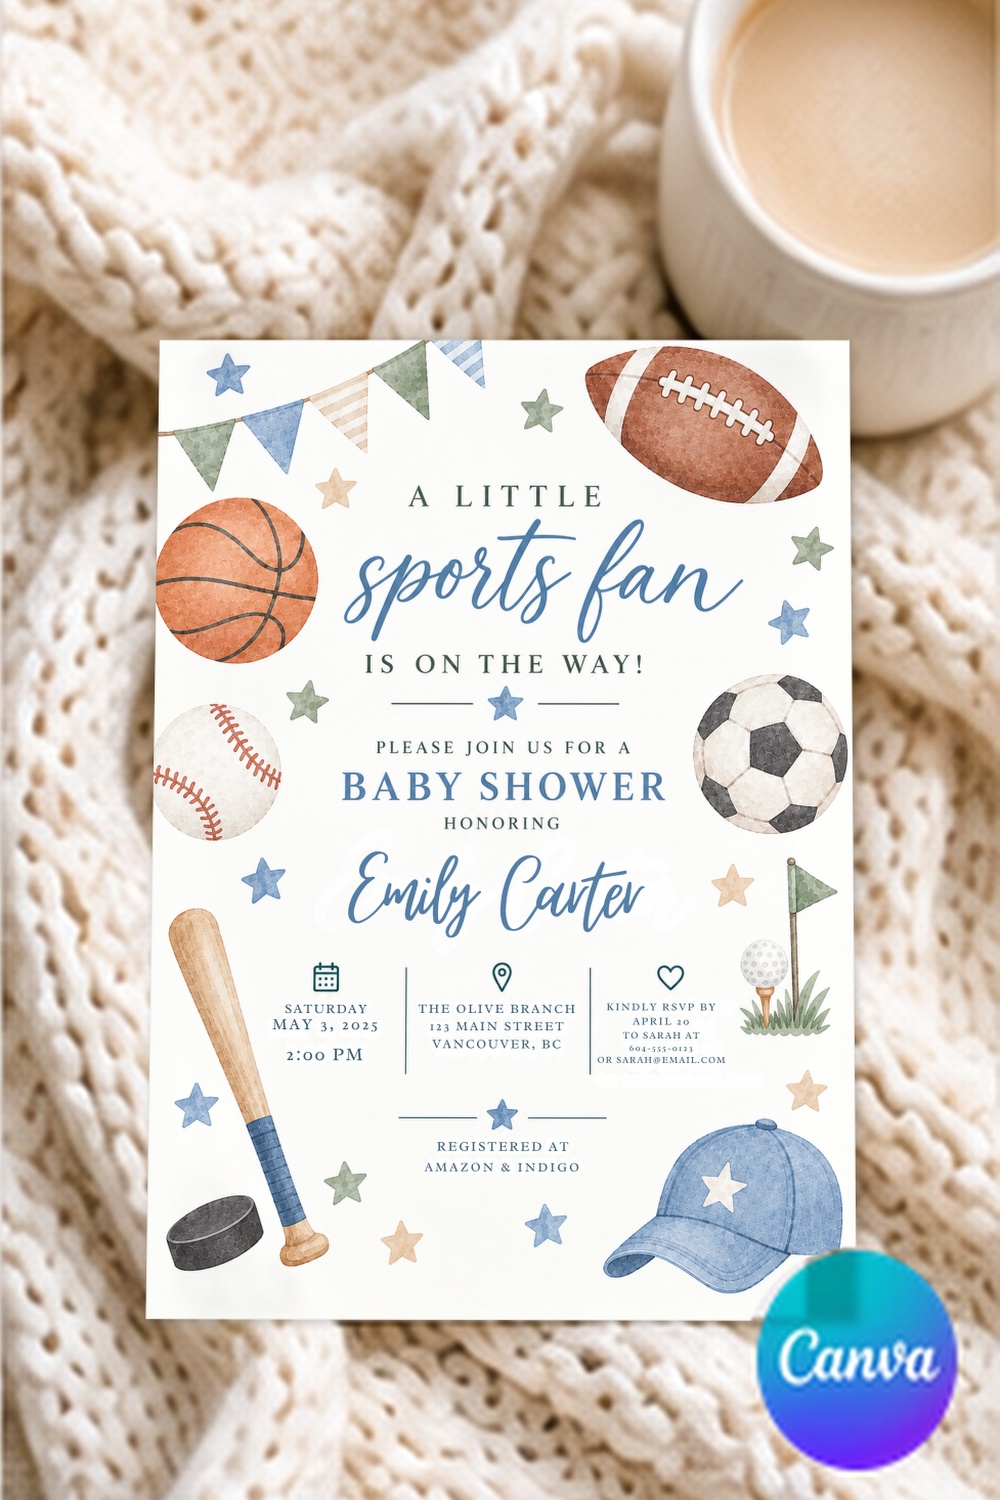 A LITTLE
sports fan
IS ON THE WAY!
PLEASE JOIN US FOR A
BABY SHOWER
HONORING
Emily Carter
SATURDAY
MAY 3, 2025
2:00 PM
THE OLIVE BRANCH
123 MAIN STREET
VANCOUVER, BC
KINDLY RSVP BY
APRIL 20
TO SARAH AT
604-555-0123
OR SARAH@EMAIL.COM
REGISTERED AT
AMAZON & INDIGO
Canva